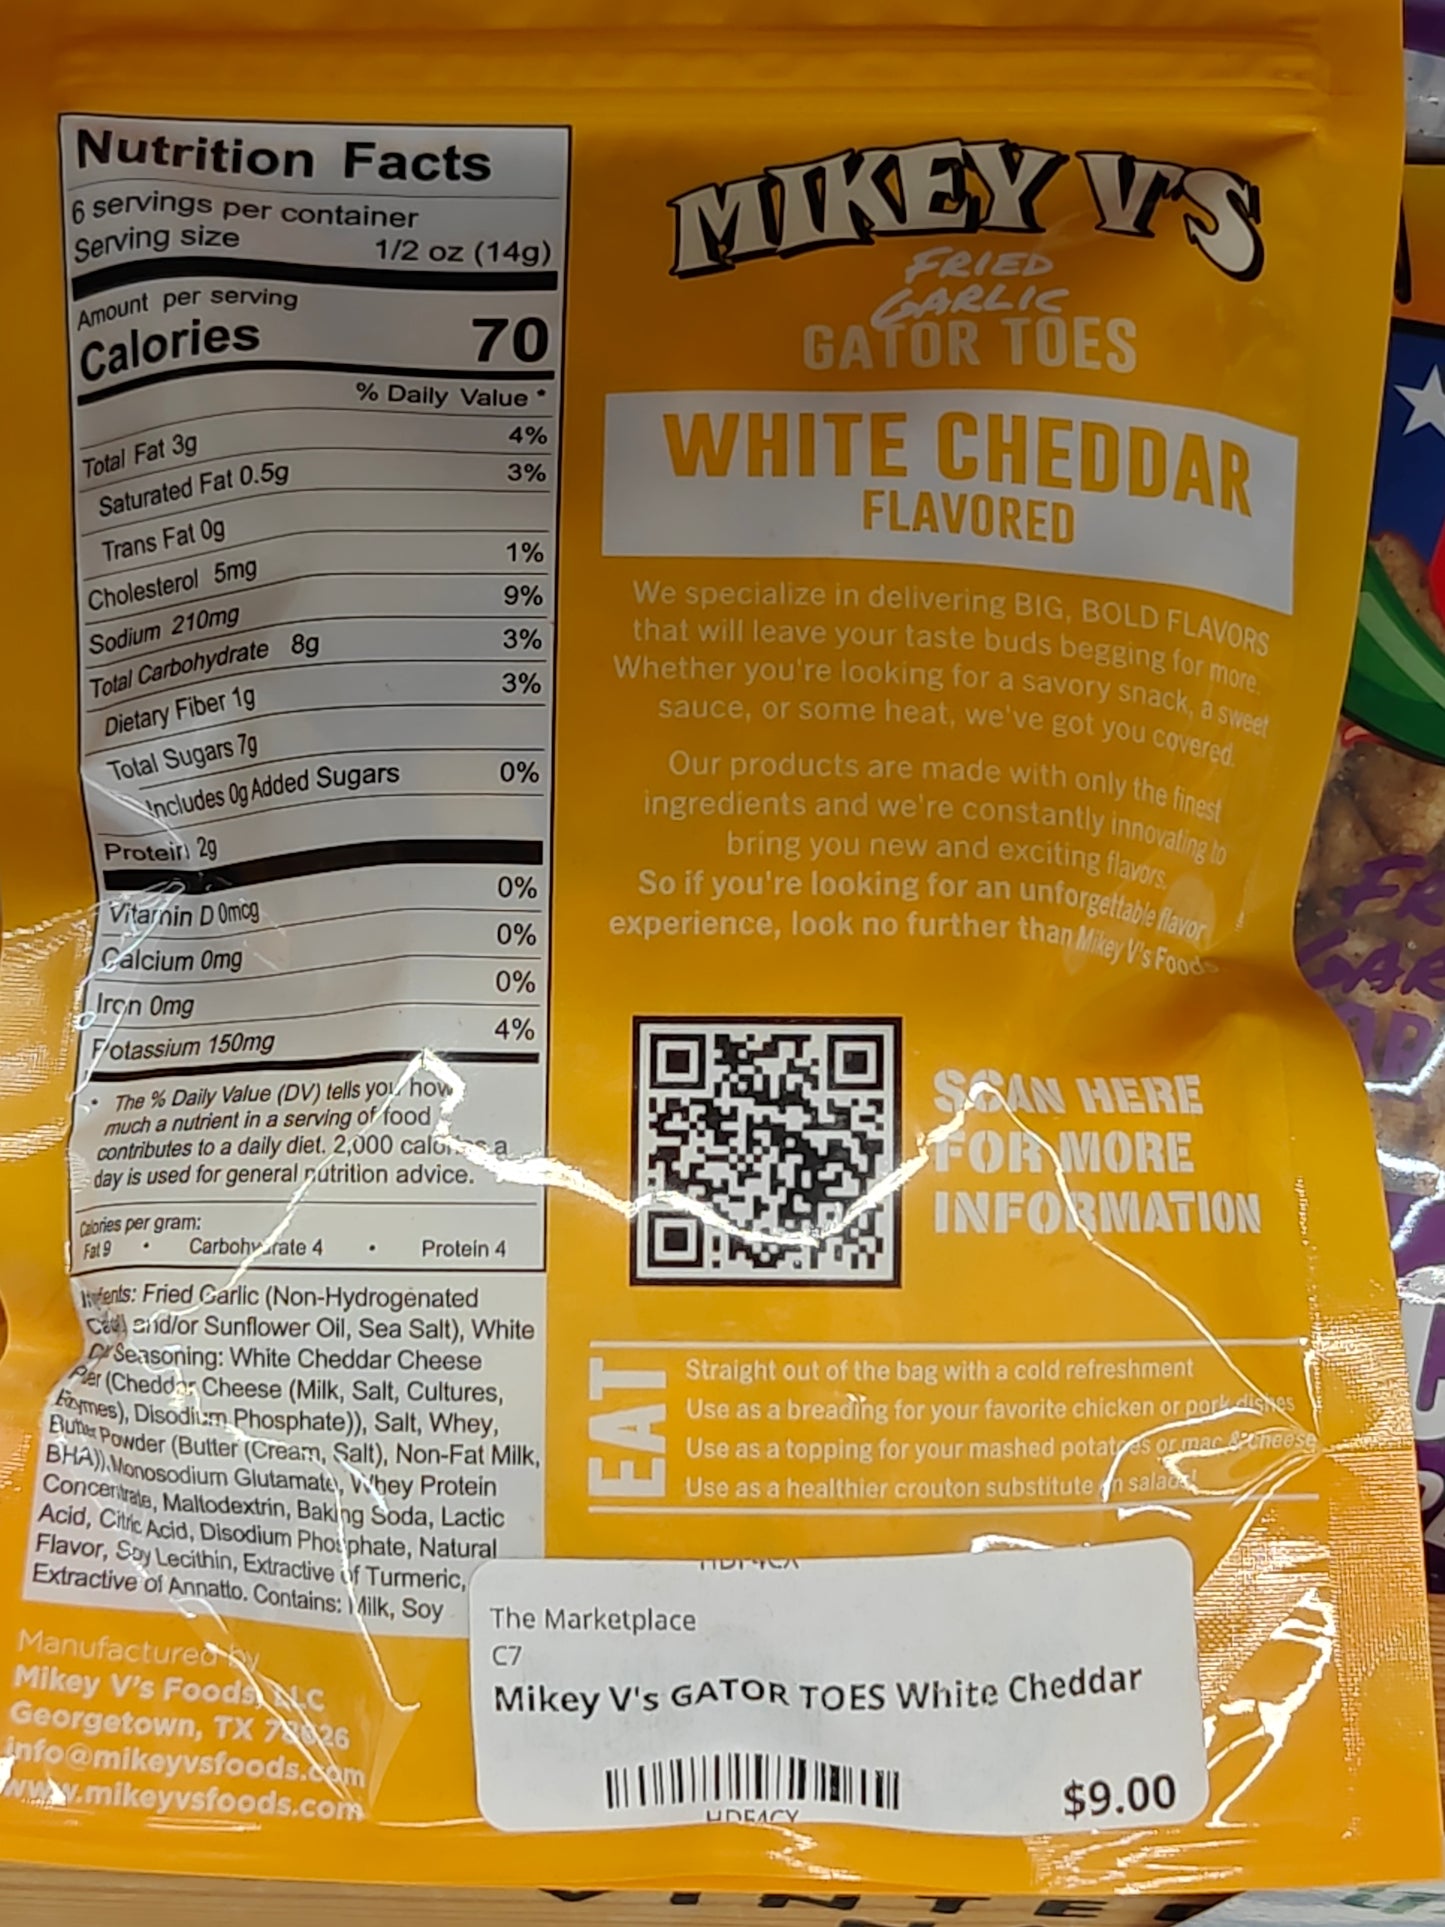 Nutrition Facts
6 servings per container
Serving size 1/2 oz (14g)
Amount per serving
Calories 70
% Daily Value *
Total Fat 3g 4%
Saturated Fat 0.5g 3%
Trans Fat 0g
Cholesterol 5mg 1%
Sodium 210mg 9%
Total Carbohydrate 8g 3%
Dietary Fiber 1g 3%
Total Sugars 7g
Includes 0g Added Sugars 0%
Protein 2g
Vitamin D 0mcg 0%
Calcium 0mg 0%
Iron 0mg 0%
Potassium 150mg 4%
* The % Daily Value (DV) tells you how
much a nutrient in a serving of food
contributes to a daily diet. 2,000 calories a
day is used for general nutrition advice.
Calories per gram:
Fat 9 • Carbohydrate 4 • Protein 4
Fried Garlic (Non-Hydrogenated
and/or Sunflower Oil, Sea Salt), White
Seasoning: White Cheddar Cheese
(Cheddar Cheese (Milk, Salt, Cultures,
Enzymes), Disodium Phosphate)), Salt, Whey,
Butter Powder (Butter (Cream, Salt), Non-Fat Milk,
BHA)), Monosodium Glutamate, Whey Protein
Concentrate, Maltodextrin, Baking Soda, Lactic
Acid, Citric Acid, Disodium Phosphate, Natural
Flavor, Soy Lecithin, Extractive of Turmeric,
Extractive of Annatto. Contains: Milk, Soy
Manufactured by
Mikey V's Foods, LLC
Georgetown, TX
info@mikeyvsfoods.com
www.mikeyvsfoods.com
MIKEY V'S
FRIED
GARLIC
GATOR TOES
WHITE CHEDDAR
FLAVORED
We specialize in delivering BIG, BOLD FLAVORS
that will leave your taste buds begging for more.
Whether you're looking for a savory snack, a sweet
sauce, or some heat, we've got you covered.
Our products are made with only the finest
ingredients and we're constantly innovating to
bring you new and exciting flavors.
So if you're looking for an unforgettable flavor
experience, look no further than Mikey V's Foods
SCAN HERE
FOR MORE
INFORMATION
EAT
Straight out of the bag with a cold refreshment
Use as a breading for your favorite chicken or pork dishes
Use as a topping for your mashed potatoes or mac & cheese
Use as a healthier crouton substitute on salads!
The Marketplace
C7
Mikey V's GATOR TOES White Cheddar
$9.00